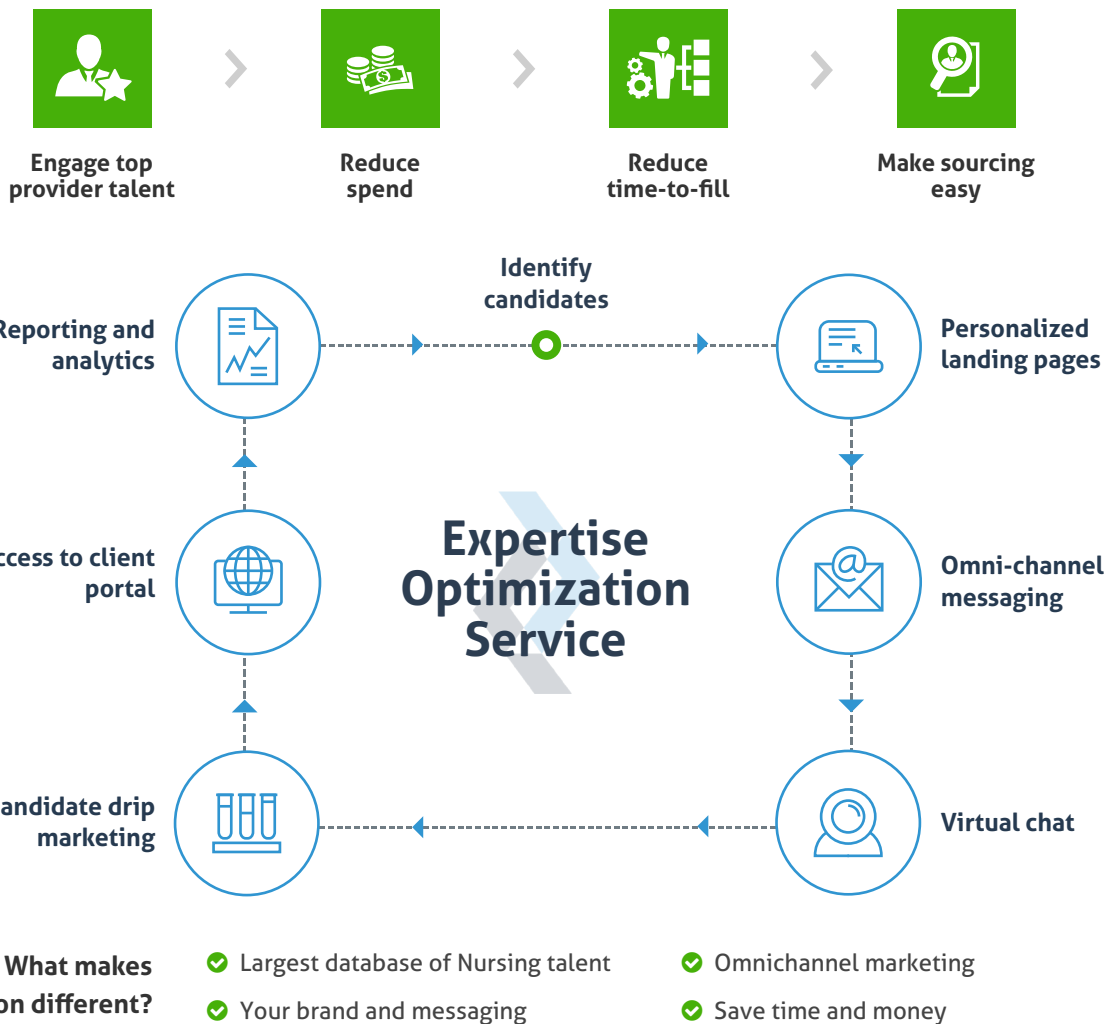 Engage top
provider talent
Reduce
spend
Reduce
time-to-fill
Make sourcing
easy
Identify
candidates
Reporting and
analytics
Personalized
landing pages
ccess to client
portal
Expertise
Optimization
Service
Omni-channel
messaging
andidate drip
marketing
Virtual chat
What makes
on different?
Largest database of Nursing talent
Omnichannel marketing
Your brand and messaging
Save time and money